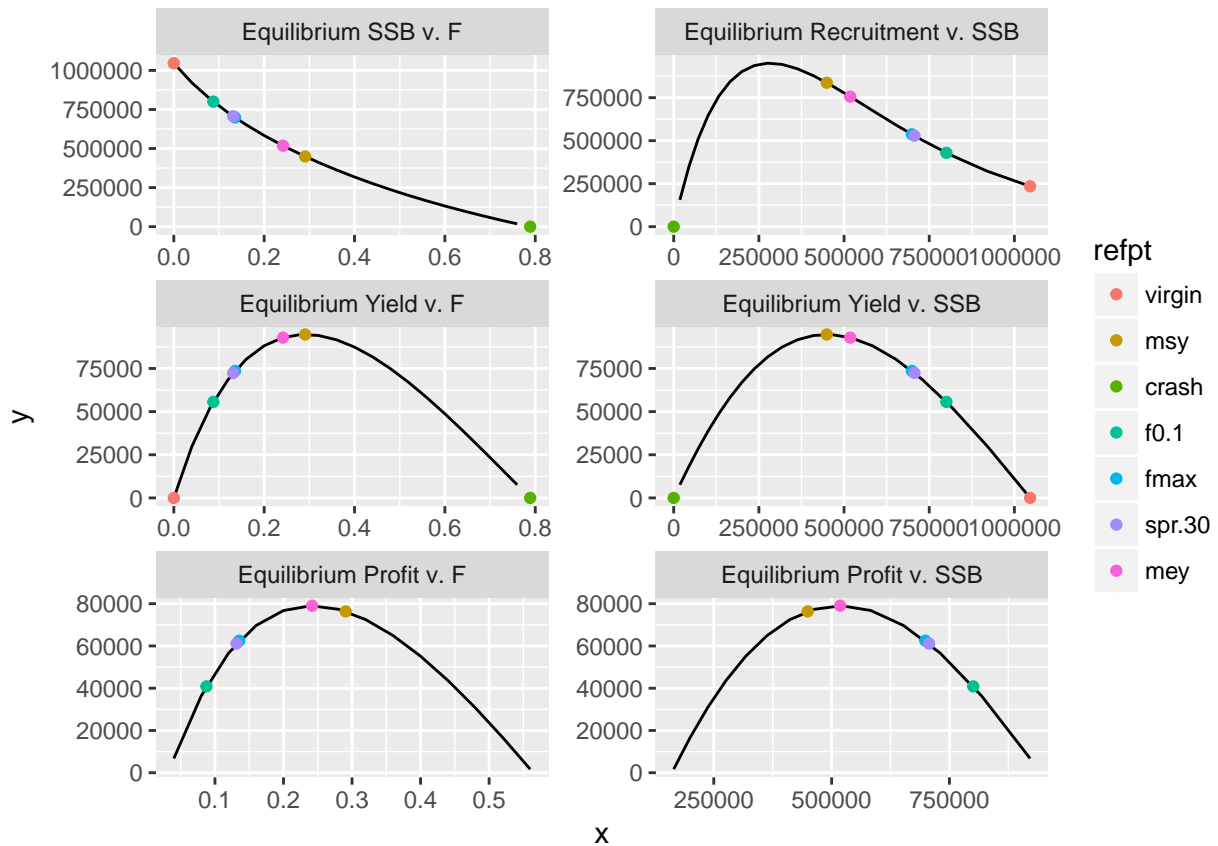 Equilibrium SSB v. F
1000000
750000
500000
250000
0
0.0 0.2 0.4 0.6 0.8
Equilibrium Recruitment v. SSB
750000
500000
250000
0
0 250000 500000 750000 1000000
Equilibrium Yield v. F
75000
50000
25000
0
0.0 0.2 0.4 0.6 0.8
Equilibrium Yield v. SSB
75000
50000
25000
0
0 250000 500000 750000 1000000
Equilibrium Profit v. F
80000
60000
40000
20000
0
0.1 0.2 0.3 0.4 0.5
Equilibrium Profit v. SSB
80000
60000
40000
20000
0
250000 500000 750000
y
x
refpt
virgin
msy
crash
f0.1
fmax
spr.30
mey